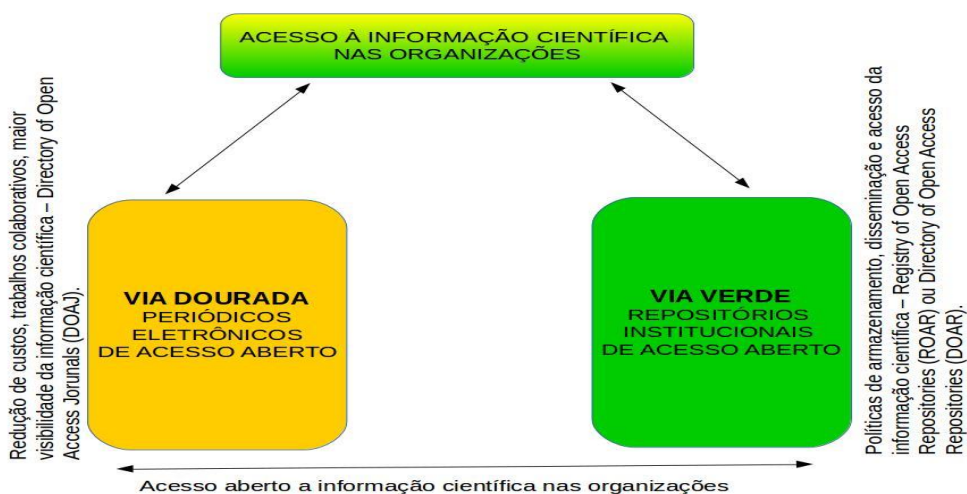 ACESSO À INFORMAÇÃO CIENTÍFICA
NAS ORGANIZAÇÕES
Redução de custos, trabalhos colaborativos, maior
visibilidade da informação científica – Directory of Open
Access Jorunals (DOAJ).
VIA DOURADA
PERIÓDICOS
ELETRÔNICOS
DE ACESSO ABERTO
VIA VERDE
REPOSITÓRIOS
INSTITUCIONAIS
DE ACESSO ABERTO
Políticas de armazenamento, disseminação e acesso da
informação científica – Registry of Open Access
Repositories (ROAR) ou Directory of Open Access
Repositories (DOAR).
Acesso aberto a informação científica nas organizações